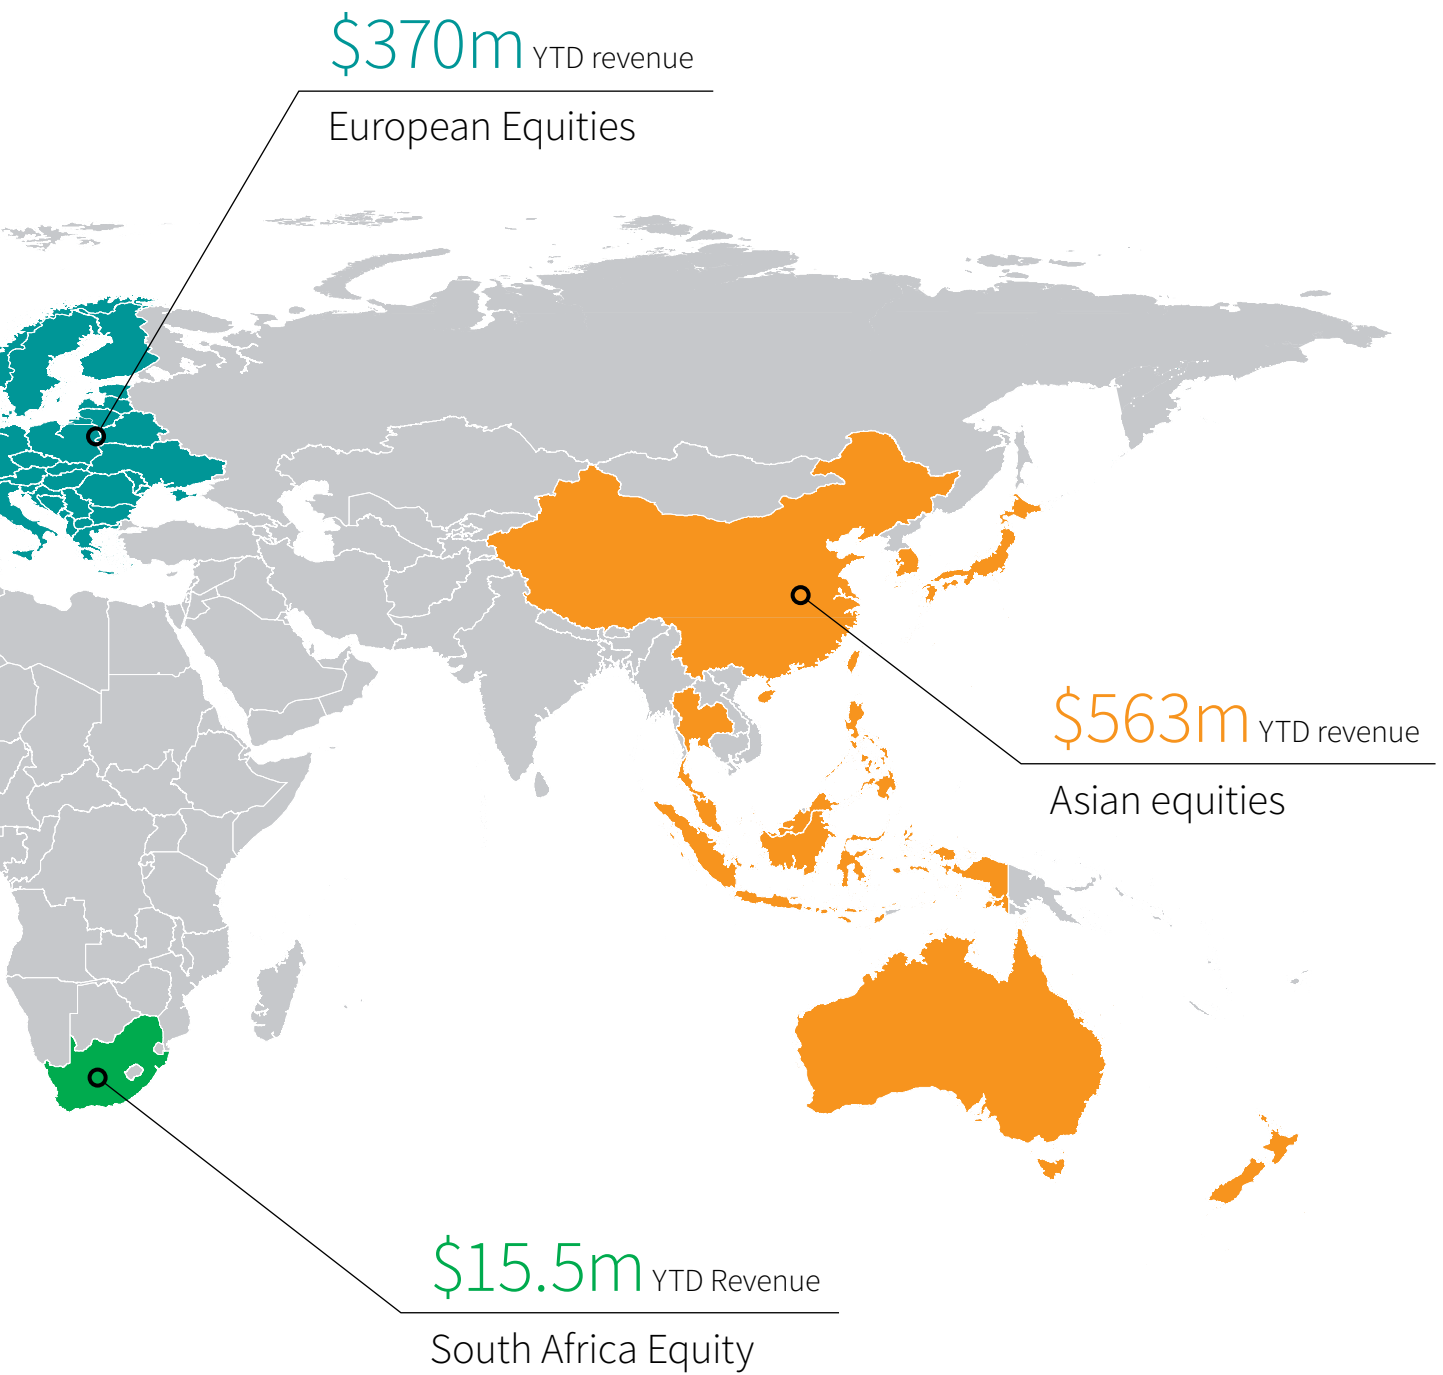 $370m YTD revenue
European Equities
$563m YTD revenue
Asian equities
$15.5m YTD Revenue
South Africa Equity